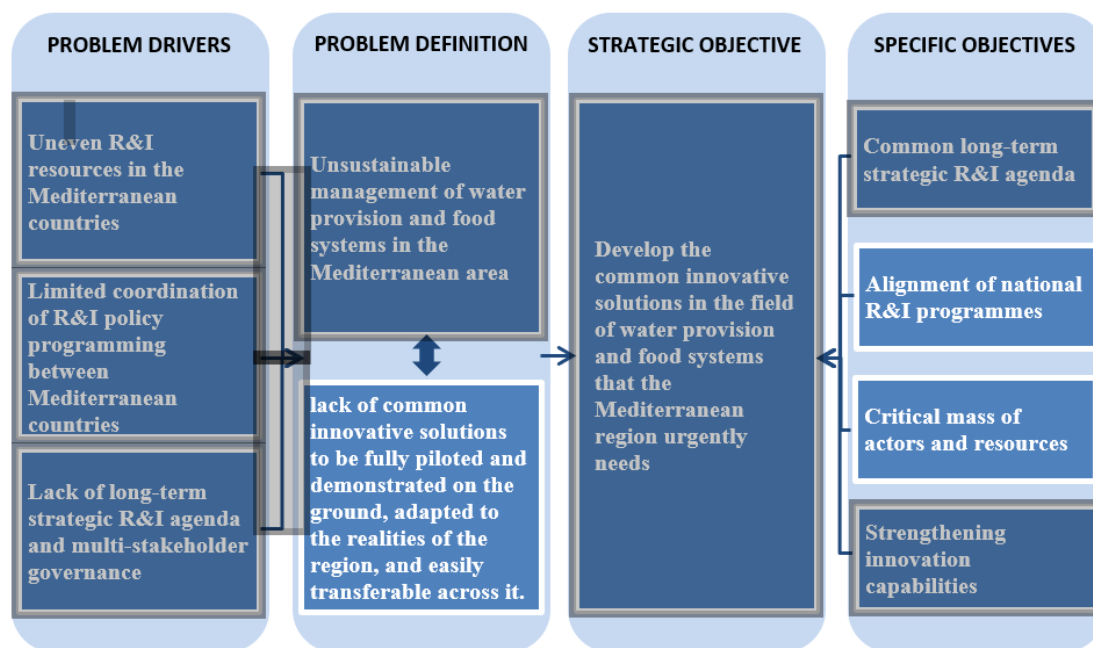 PROBLEM DRIVERS
Uneven R&I
resources in the
Mediterranean
countries
Limited coordination
of R&I policy
programming
between
Mediterranean
countries
Lack of long-term
strategic R&I agenda
and multi-stakeholder
governance
PROBLEM DEFINITION
Unsustainable
management of water
provision and food
systems in the
Mediterranean area
lack of common
innovative solutions
to be fully piloted and
demonstrated on the
ground, adapted to
the realities of the
region, and easily
transferable across it.
STRATEGIC OBJECTIVE
Develop the
common innovative
solutions in the field
of water provision
and food systems
that the
Mediterranean
region urgently
needs
SPECIFIC OBJECTIVES
Common long-term
strategic R&I agenda
Alignment of national
R&I programmes
Critical mass of
actors and resources
Strengthening
innovation
capabilities